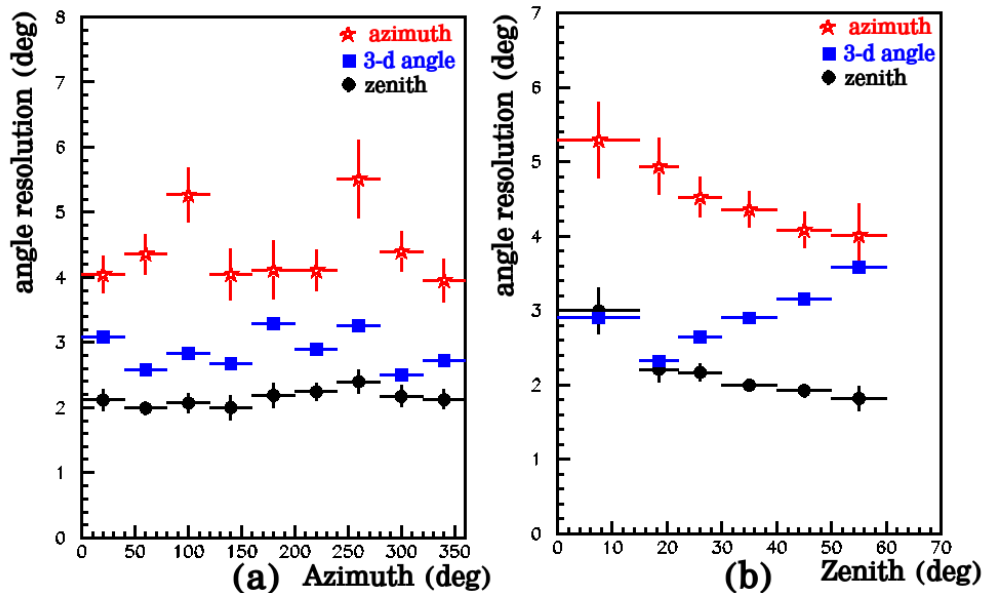 angle resolution (deg)
8
7
6
5
4
3
2
1
0
azimuth
3-d angle
zenith
0 50 100 150 200 250 300 350
(a) Azimuth (deg)
angle resolution (deg)
7
6
5
4
3
2
1
0
azimuth
3-d angle
zenith
0 10 20 30 40 50 60 70
(b) Zenith (deg)